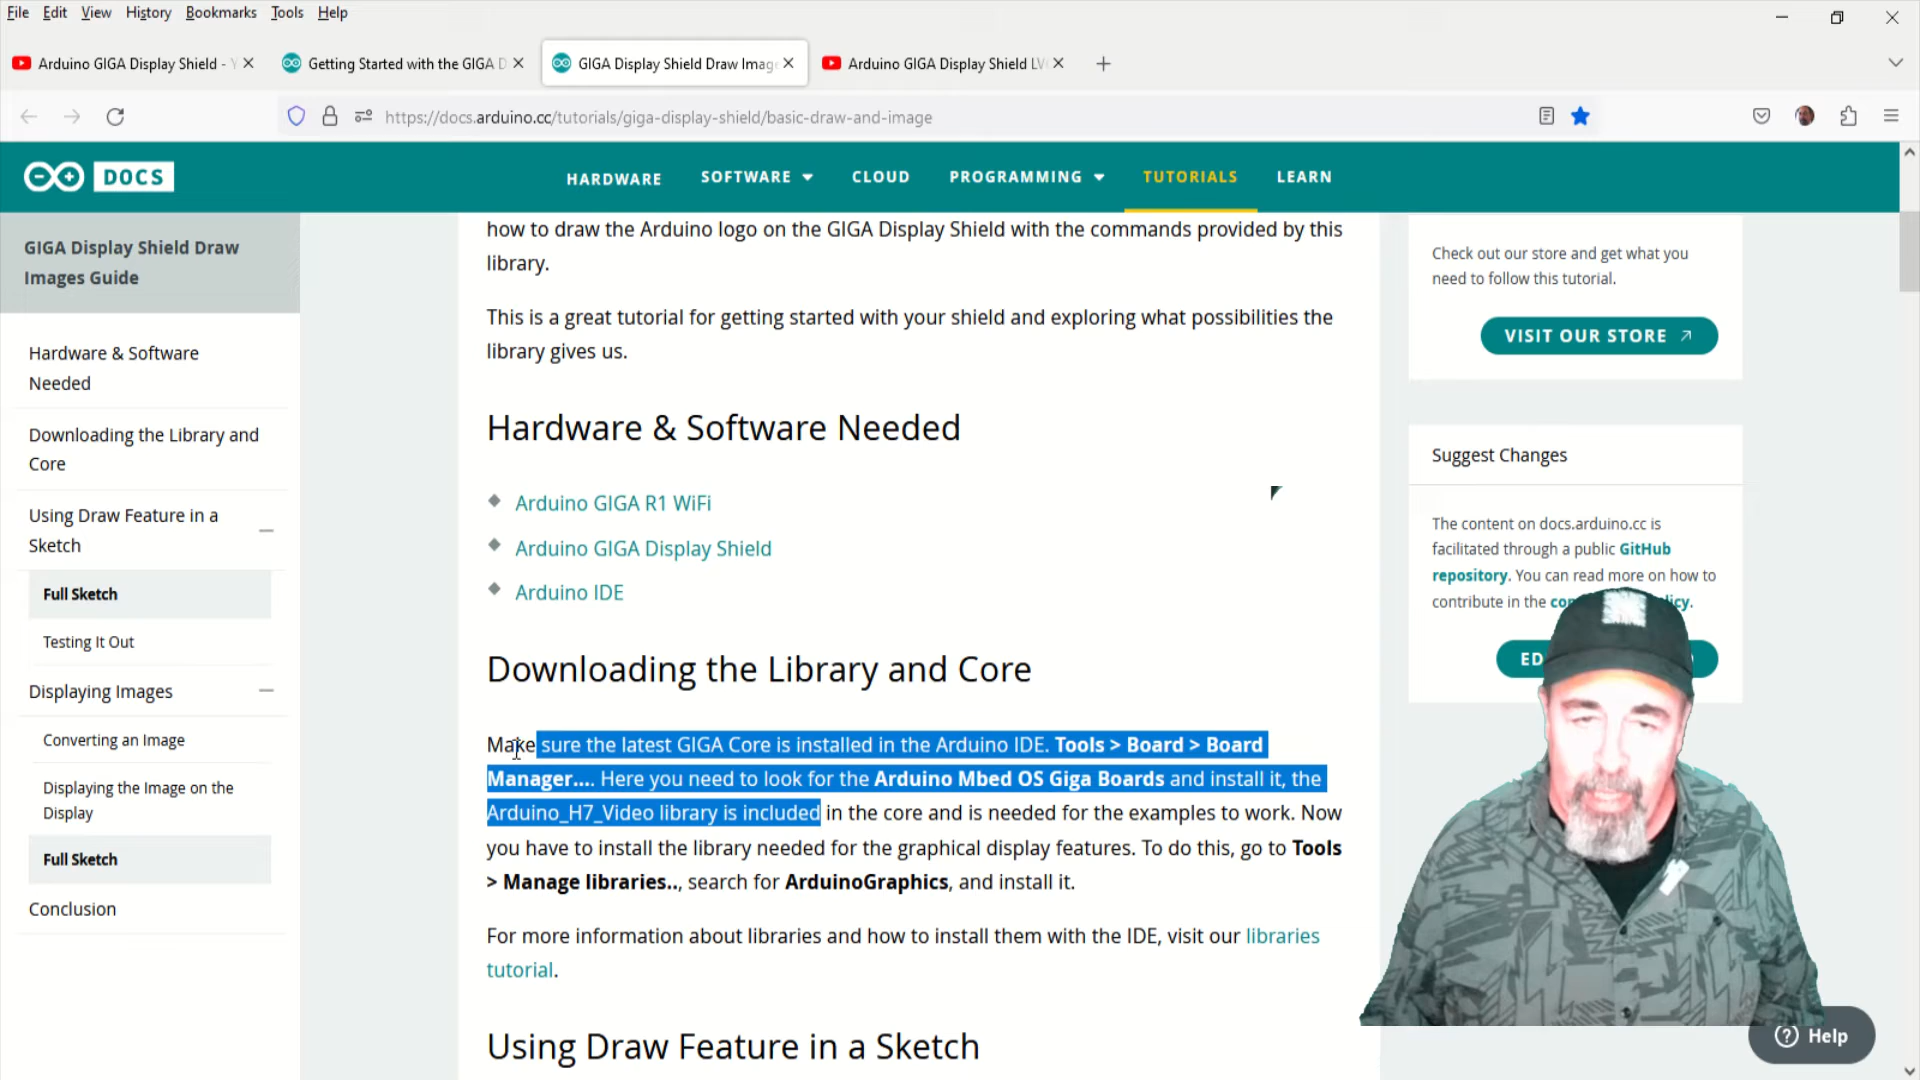 File Edit View History Bookmarks Tools Help
Arduino GIGA Display Shield - Y
Getting Started with the GIGA D
GIGA Display Shield Draw Imag
Arduino GIGA Display Shield LV
https://docs.arduino.cc/tutorials/giga-display-shield/basic-draw-and-image
DOCS
HARDWARE SOFTWARE CLOUD PROGRAMMING TUTORIALS LEARN
GIGA Display Shield Draw
Images Guide
Hardware & Software
Needed
Downloading the Library and
Core
Using Draw Feature in a
Sketch
Full Sketch
Testing It Out
Displaying Images
Converting an Image
Displaying the Image on the
Display
Full Sketch
Conclusion
how to draw the Arduino logo on the GIGA Display Shield with the commands provided by this
library.
This is a great tutorial for getting started with your shield and exploring what possibilities the
library gives us.
Hardware & Software Needed
Arduino GIGA R1 WiFi
Arduino GIGA Display Shield
Arduino IDE
Downloading the Library and Core
Make sure the latest GIGA Core is installed in the Arduino IDE. Tools > Board > Board
Manager.... Here you need to look for the Arduino Mbed OS Giga Boards and install it, the
Arduino_H7_Video library is included in the core and is needed for the examples to work. Now
you have to install the library needed for the graphical display features. To do this, go to Tools
> Manage libraries.., search for ArduinoGraphics, and install it.
For more information about libraries and how to install them with the IDE, visit our libraries
tutorial.
Using Draw Feature in a Sketch
Check out our store and get what you
need to follow this tutorial.
VISIT OUR STORE
Suggest Changes
The content on docs.arduino.cc is
facilitated through a public GitHub
repository. You can read more on how to
contribute in the
Help